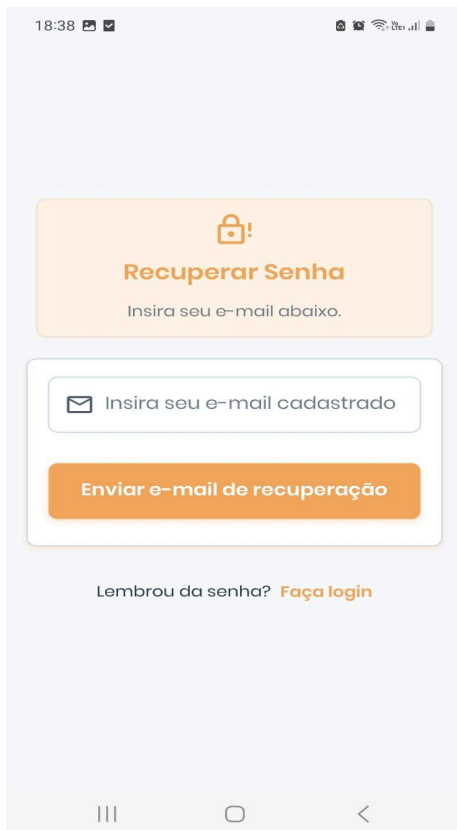 18:38
Recuperar Senha
Insira seu e-mail abaixo.
Insira seu e-mail cadastrado
Enviar e-mail de recuperação
Lembrou da senha? Faça login